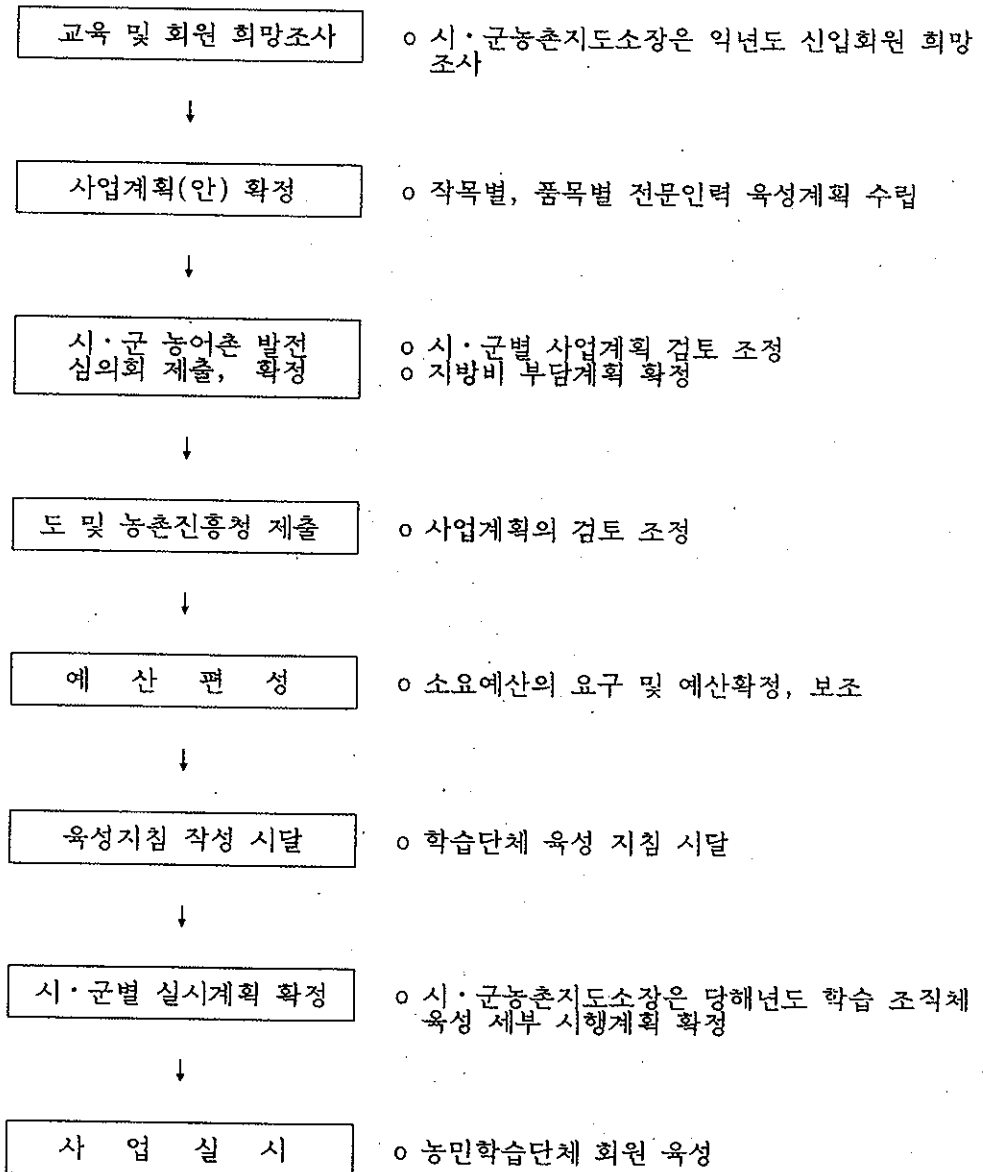 교육 및 회원 희망조사
o 시·군농촌지도소장은 익년도 신입회원 희망
조사
↓
사업계획(안) 확정
o 작목별, 품목별 전문인력 육성계획 수립
↓
시·군 농어촌 발전
심의회 제출, 확정
o 시·군별 사업계획 검토 조정
o 지방비 부담계획 확정
↓
도 및 농촌진흥청 제출
o 사업계획의 검토 조정
↓
예 산 편 성
o 소요예산의 요구 및 예산확정, 보조
↓
육성지침 작성 시달
o 학습단체 육성 지침 시달
↓
시·군별 실시계획 확정
o 시·군농촌지도소장은 당해년도 학습 조직체
육성 세부 시행계획 확정
↓
사 업 실 시
o 농민학습단체 회원 육성